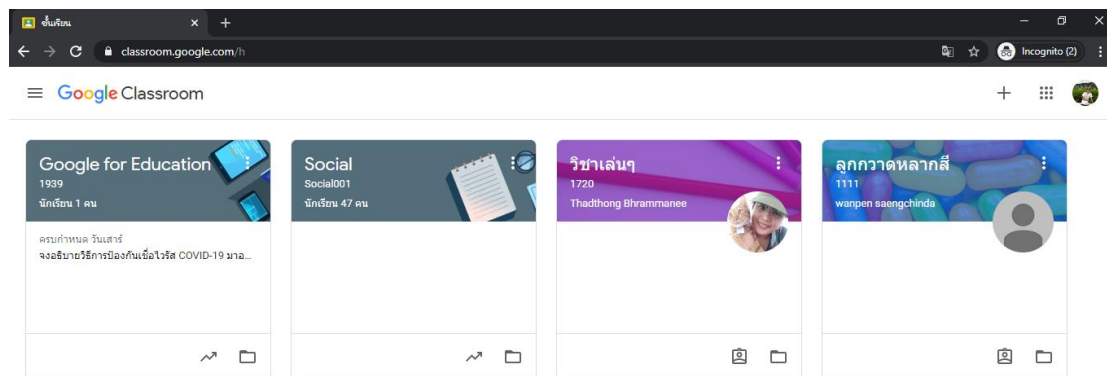 ชั้นเรียน
classroom.google.com/h
Incognito (2)
Google Classroom
Google for Education
1939
นักเรียน 1 คน
ครบกำหนด วันเสาร์
จงอธิบายวิธีการป้องกันเชื้อไวรัส COVID-19 มาอ...
Social
Social001
นักเรียน 47 คน
วิชาเล่นๆ
1720
Thadthong Bhrammanee
ลูกกวาดหลากสี
1111
wanpen saengchinda